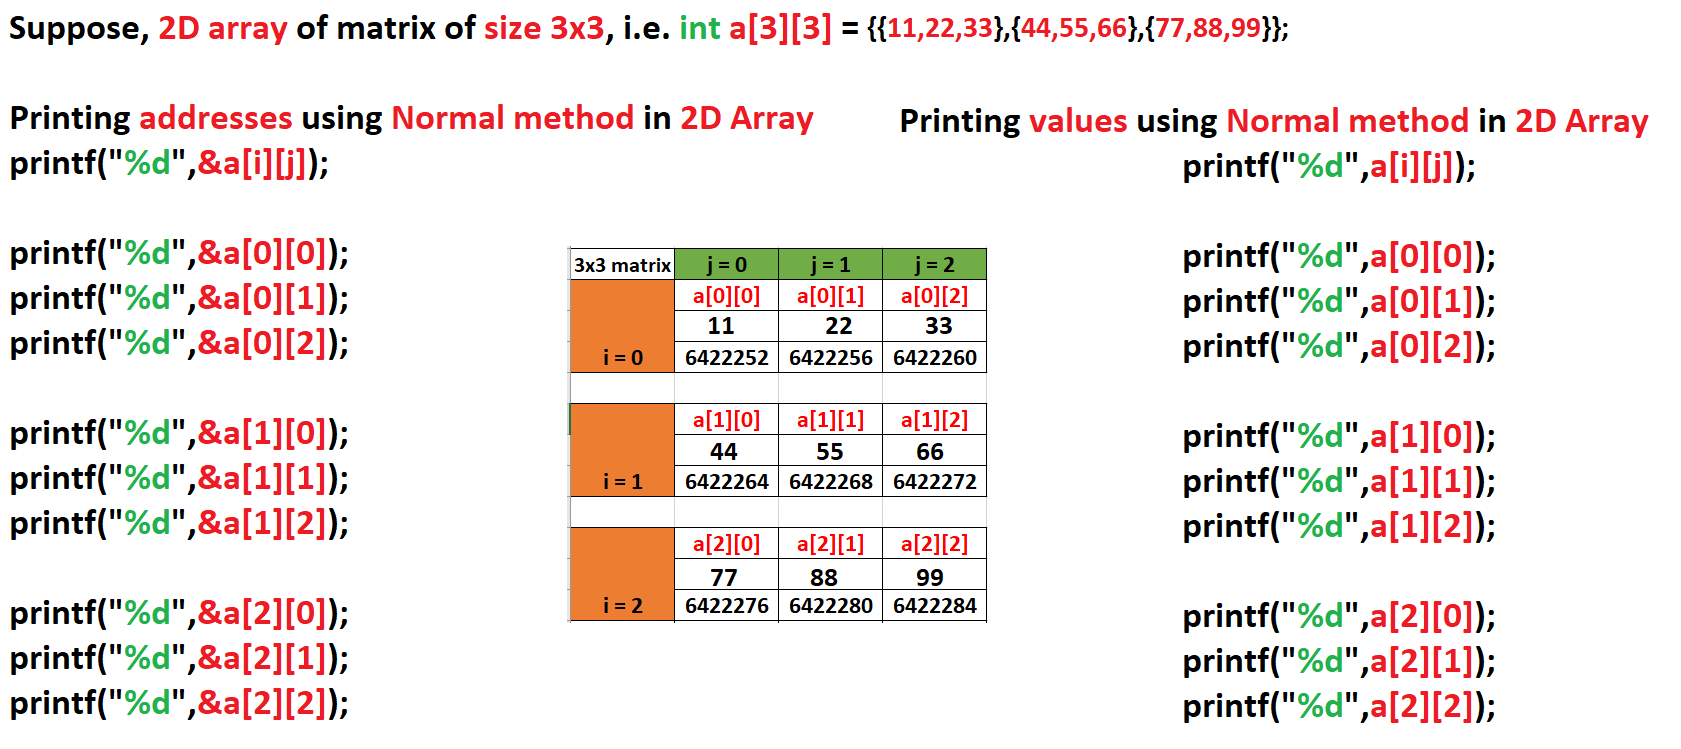 Suppose, 2D array of matrix of size 3x3, i.e. int a[3][3] = {{11,22,33},{44,55,66},{77,88,99}};
Printing addresses using Normal method in 2D Array
printf("%d",&a[i][j]);
printf("%d",&a[0][0]);
printf("%d",&a[0][1]);
printf("%d",&a[0][2]);
printf("%d",&a[1][0]);
printf("%d",&a[1][1]);
printf("%d",&a[1][2]);
printf("%d",&a[2][0]);
printf("%d",&a[2][1]);
printf("%d",&a[2][2]);
3x3 matrix j = 0 j = 1 j = 2
a[0][0] a[0][1] a[0][2]
11 22 33
i = 0 6422252 6422256 6422260
a[1][0] a[1][1] a[1][2]
44 55 66
i = 1 6422264 6422268 6422272
a[2][0] a[2][1] a[2][2]
77 88 99
i = 2 6422276 6422280 6422284
Printing values using Normal method in 2D Array
printf("%d",a[i][j]);
printf("%d",a[0][0]);
printf("%d",a[0][1]);
printf("%d",a[0][2]);
printf("%d",a[1][0]);
printf("%d",a[1][1]);
printf("%d",a[1][2]);
printf("%d",a[2][0]);
printf("%d",a[2][1]);
printf("%d",a[2][2]);